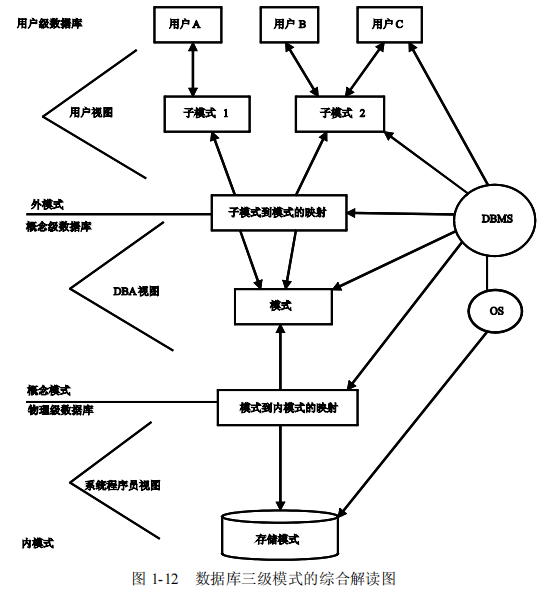 用户级数据库
用户 A
用户 B
用户 C
用户视图
子模式 1
子模式 2
外模式
子模式到模式的映射
DBMS
概念级数据库
DBA 视图
模式
OS
概念模式
模式到内模式的映射
物理级数据库
系统程序员视图
内模式
存储模式
图 1-12 数据库三级模式的综合解读图